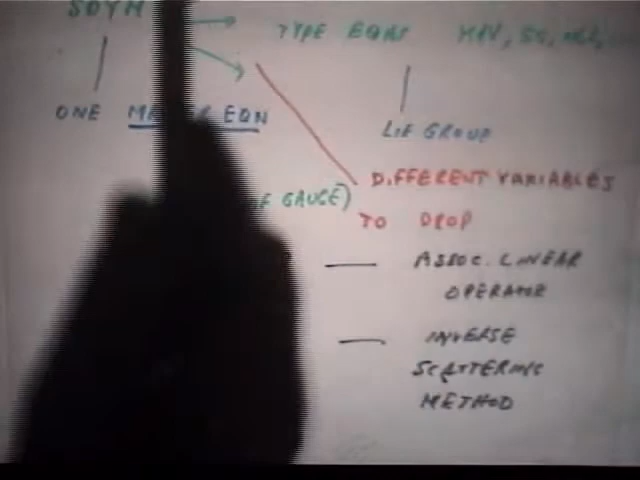 SDYM
TYPE EQNS
LIE GROUP
ONE EQN
DIFFERENT VARIABLES
TO DROP
GAUGE)
— ASSOC. LINEAR
OPERATOR
— INVERSE
SCATTERING
METHOD